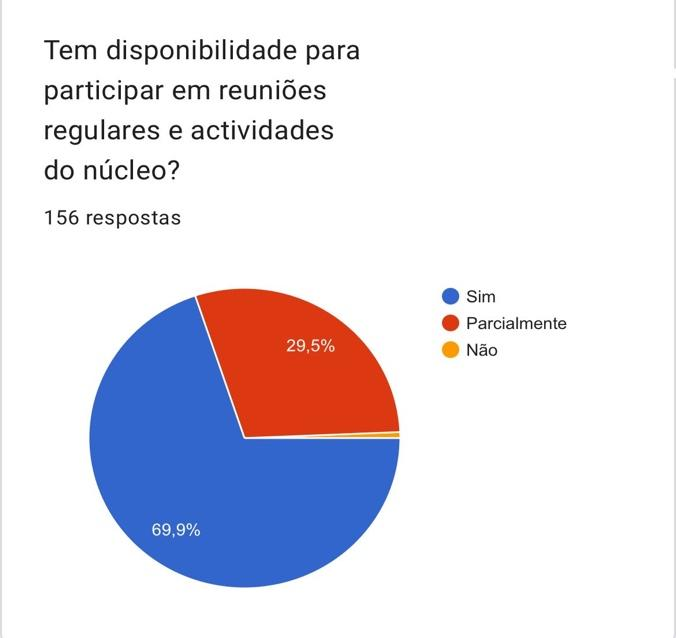 Tem disponibilidade para
participar em reuniões
regulares e actividades
do núcleo?
156 respostas
Sim
Parcialmente
Não
29,5%
69,9%